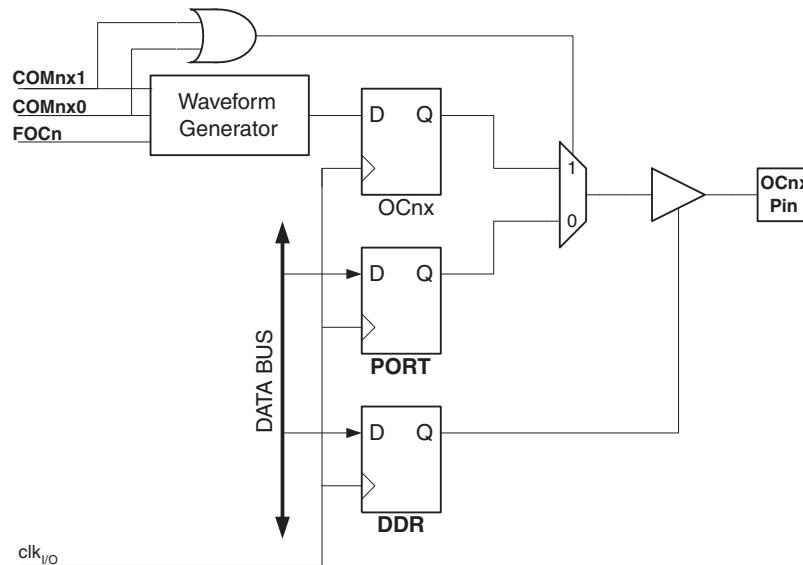 COMnx1
COMnx0
FOCn
Waveform
Generator
D Q
OCnx
1
0
OCnx
Pin
D Q
PORT
DATA BUS
D Q
DDR
clkI/O